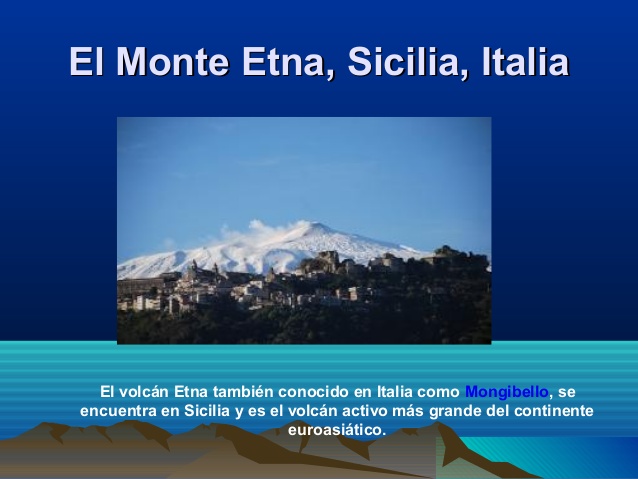 El Monte Etna, Sicilia, Italia
El volcán Etna también conocido en Italia como Mongibello, se
encuentra en Sicilia y es el volcán activo más grande del continente
euroasiático.